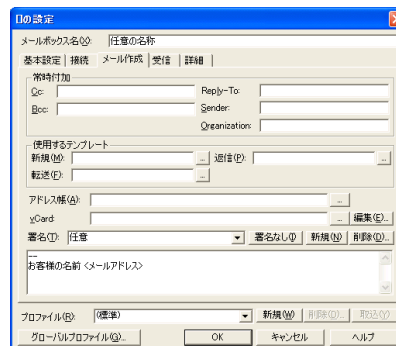 の設定
メールボックス名(X): 任意の名称
基本設定 接続 メール作成 受信 詳細
常時付加
Cc: Reply-To:
Bcc: Sender:
Organization:
使用するテンプレート
新規(M): ... 返信(P): ...
転送(F): ...
アドレス帳(A): ...
vCard: ... 編集(E)...
署名(T): 任意 署名なし(I) 新規(N) 削除(D)...
--
お客様の名前 <メールアドレス>
プロファイル(R): (標準) 新規(W) 削除(O)... 取込(Y)
グローバルプロファイル(G)... OK キャンセル ヘルプ